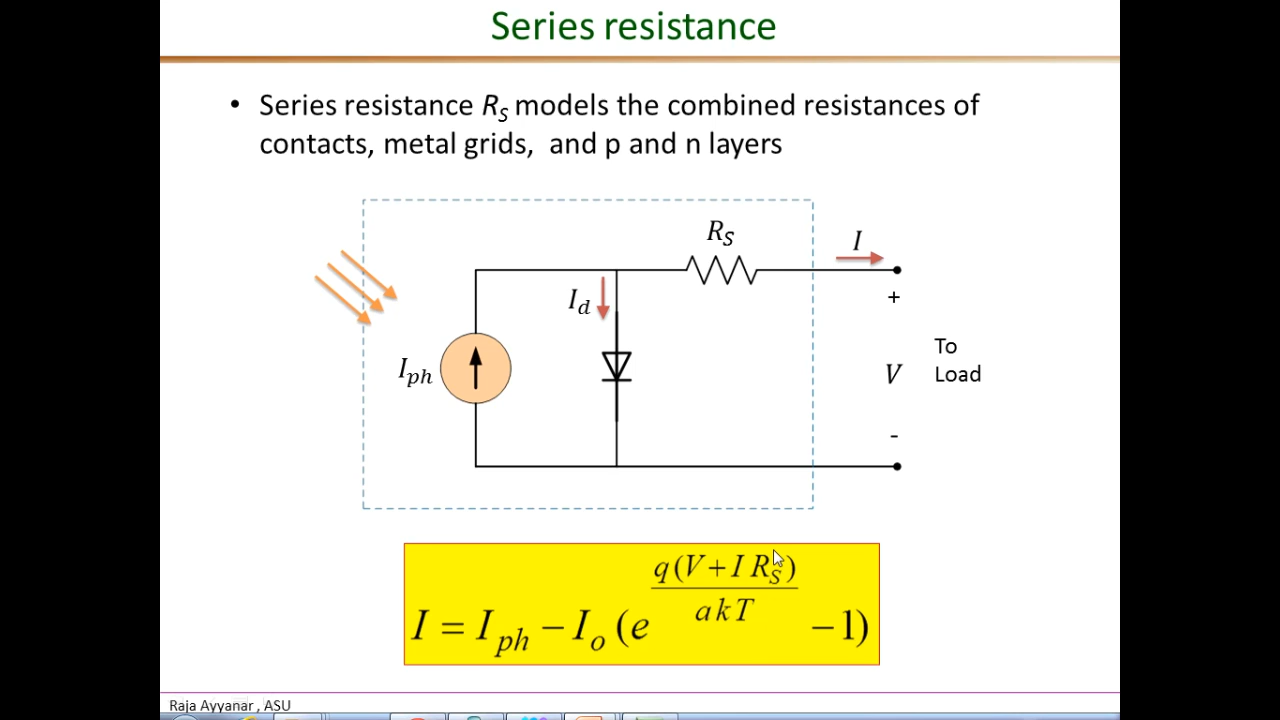 Series resistance
• Series resistance R_S models the combined resistances of
contacts, metal grids, and p and n layers
R_S
I
I_d
+
I_ph
V
To
Load
-
I = I_ph − I_o (e^{q(V+I R_S)/akT} − 1)
Raja Ayyanar , ASU